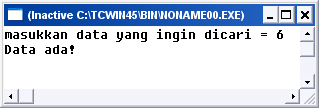 (Inactive C:\TCWIN45\BIN\NONAME00.EXE)
masukkan data yang ingin dicari = 6
Data ada!